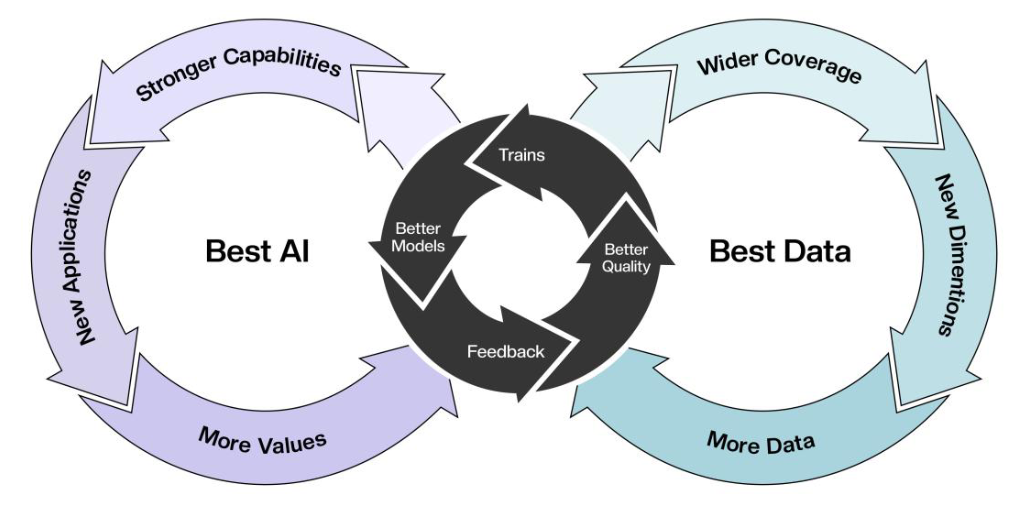 Stronger Capabilities
New Applications
More Values
Best AI
Trains
Better
Models
Better
Quality
Feedback
Wider Coverage
New Dimentions
More Data
Best Data